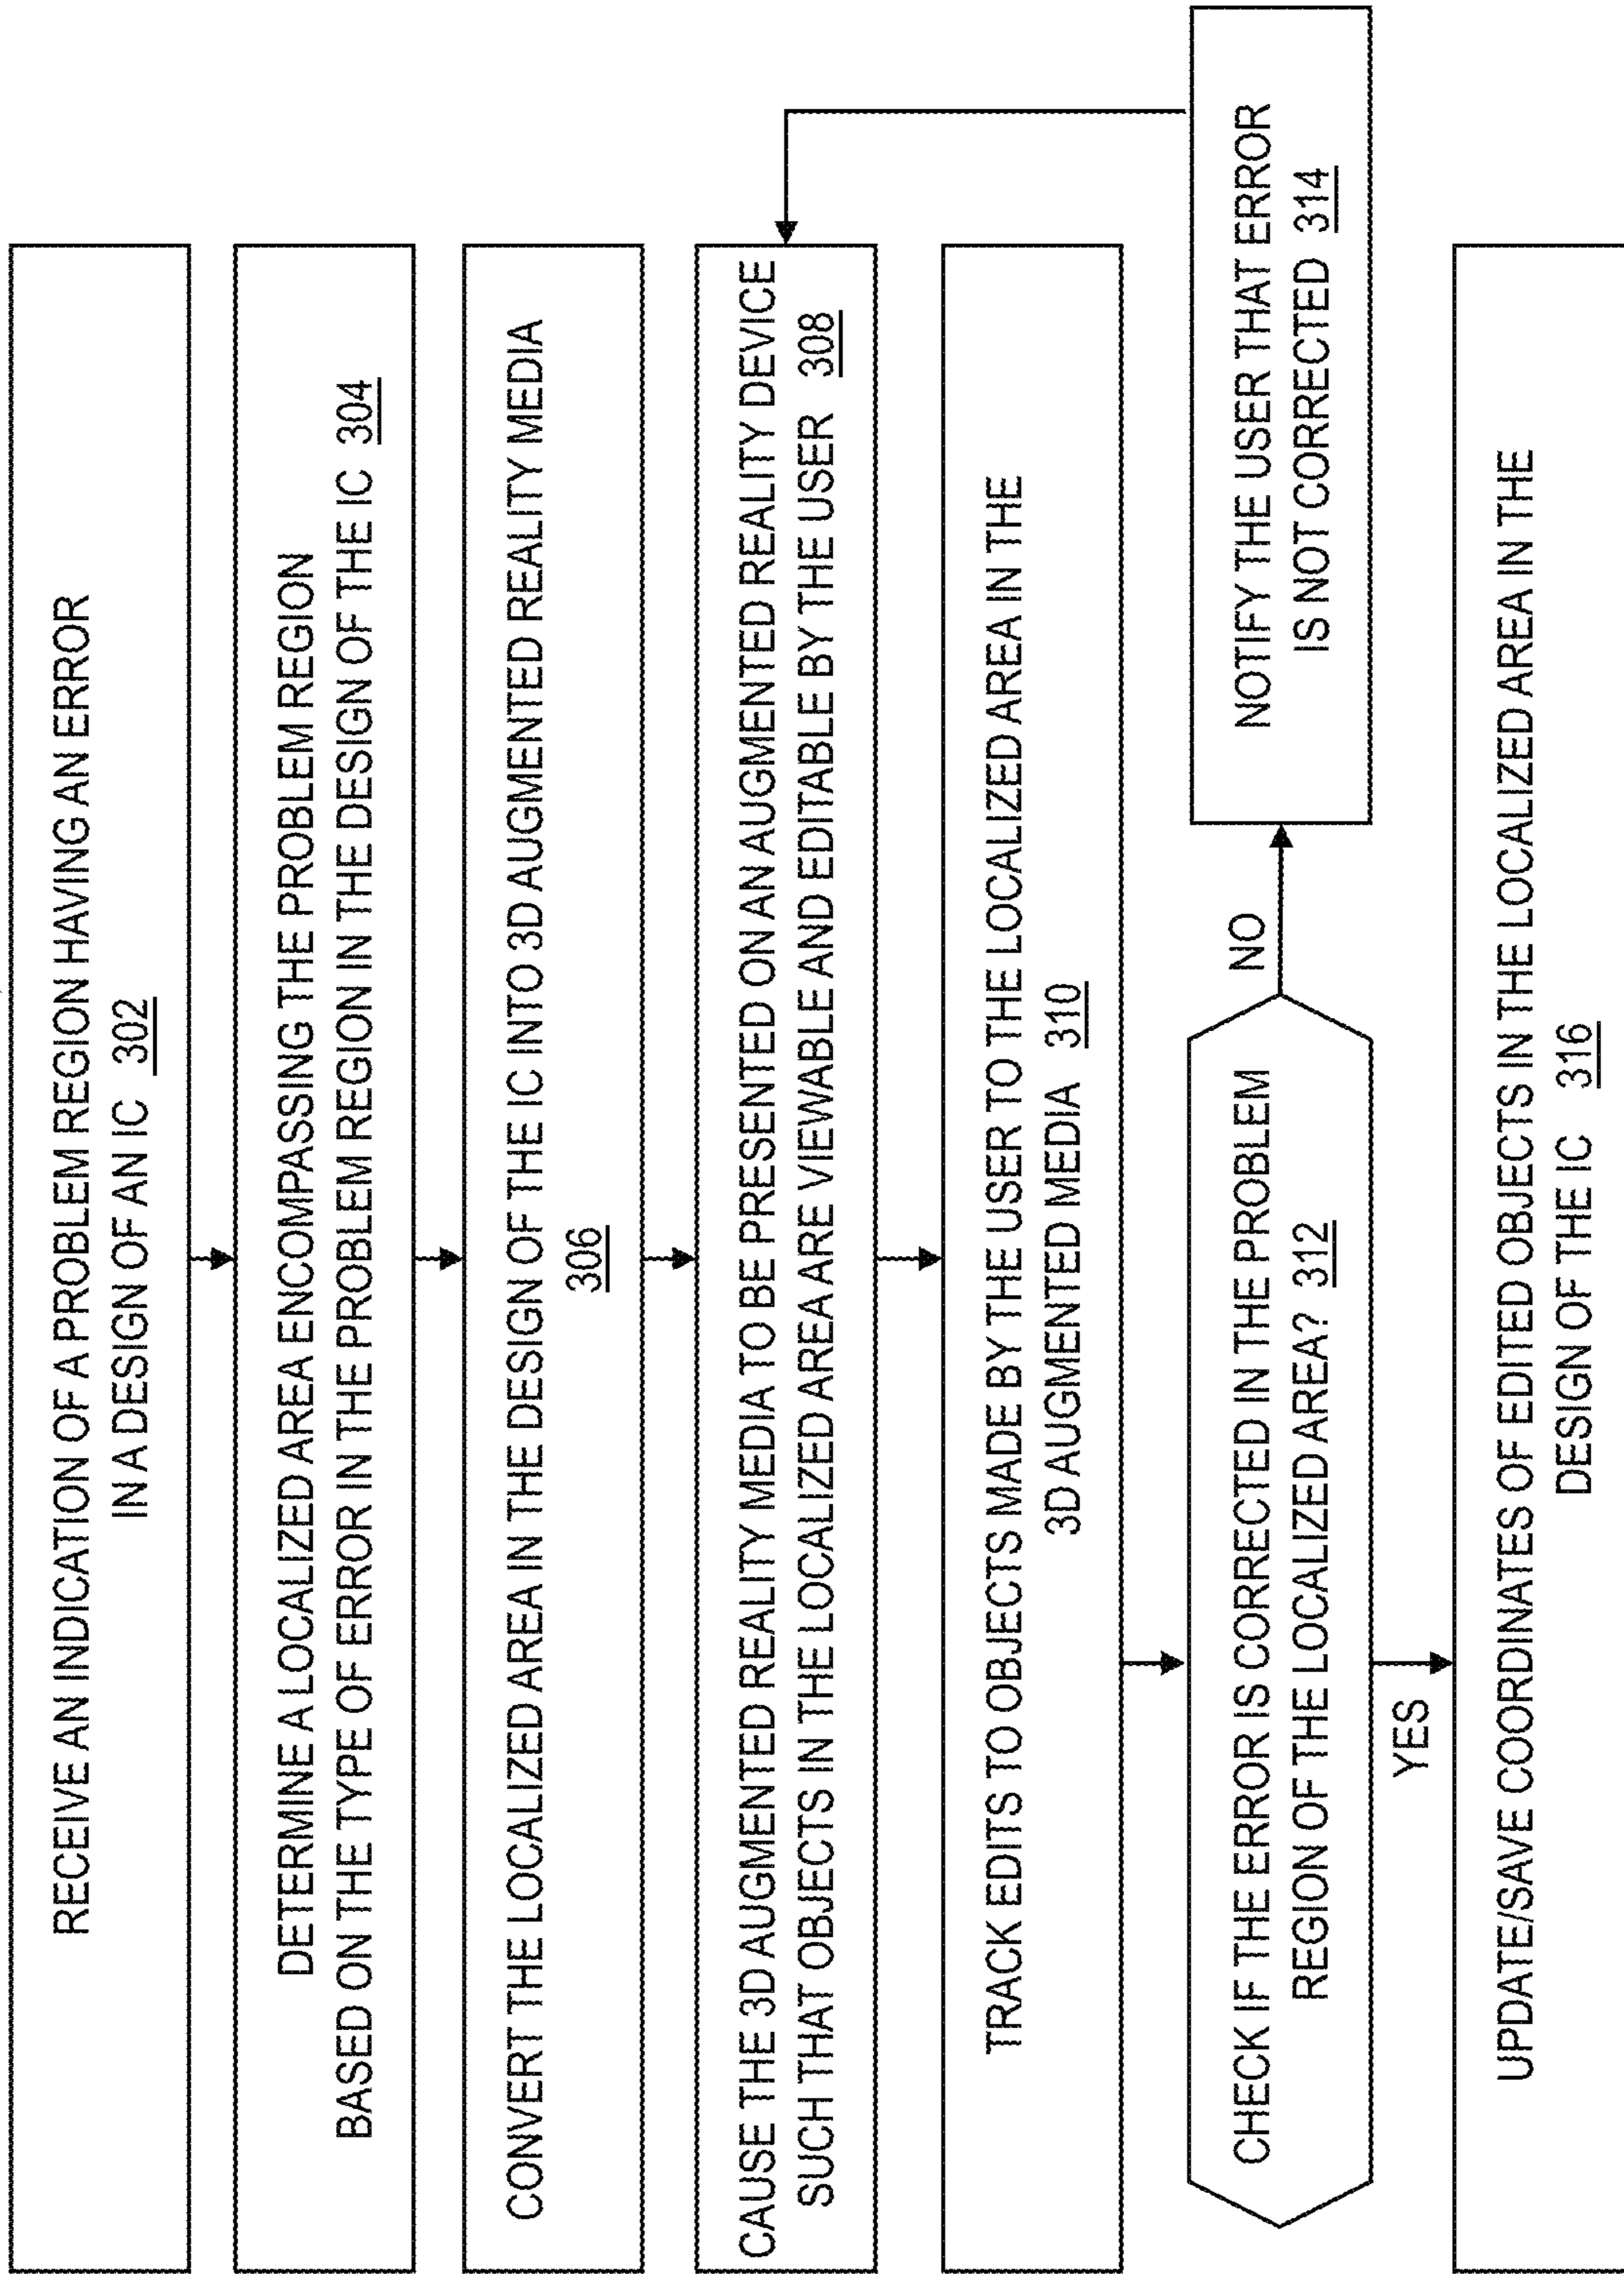 RECEIVE AN INDICATION OF A PROBLEM REGION HAVING AN ERROR
IN A DESIGN OF AN IC 302
DETERMINE A LOCALIZED AREA ENCOMPASSING THE PROBLEM REGION
BASED ON THE TYPE OF ERROR IN THE PROBLEM REGION IN THE DESIGN OF THE IC 304
CONVERT THE LOCALIZED AREA IN THE DESIGN OF THE IC INTO 3D AUGMENTED REALITY MEDIA
306
CAUSE THE 3D AUGMENTED REALITY MEDIA TO BE PRESENTED ON AN AUGMENTED REALITY DEVICE
SUCH THAT OBJECTS IN THE LOCALIZED AREA ARE VIEWABLE AND EDITABLE BY THE USER 308
TRACK EDITS TO OBJECTS MADE BY THE USER TO THE LOCALIZED AREA IN THE
3D AUGMENTED MEDIA 310
CHECK IF THE ERROR IS CORRECTED IN THE PROBLEM
REGION OF THE LOCALIZED AREA? 312
NO
NOTIFY THE USER THAT ERROR
IS NOT CORRECTED 314
YES
UPDATE/SAVE COORDINATES OF EDITED OBJECTS IN THE LOCALIZED AREA IN THE
DESIGN OF THE IC 316